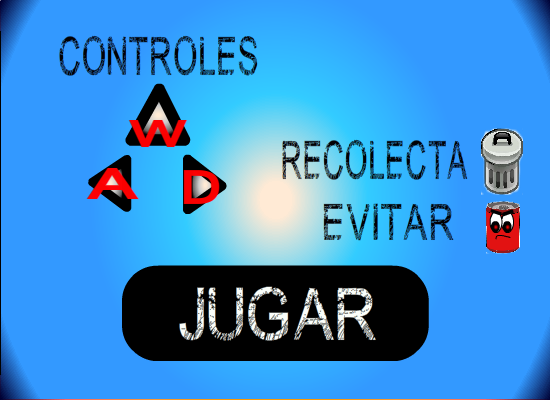 CONTROLES
W
A D
RECOLECTA
EVITAR
JUGAR